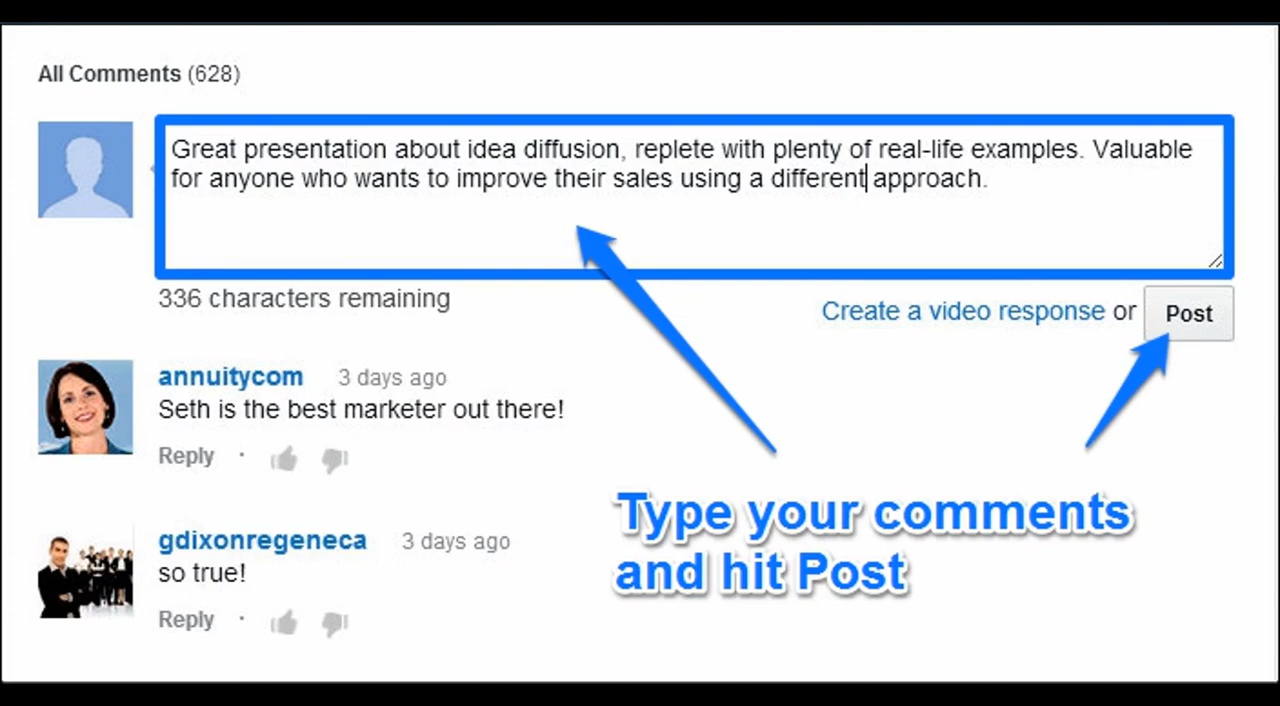 All Comments (628)
Great presentation about idea diffusion, replete with plenty of real-life examples. Valuable
for anyone who wants to improve their sales using a different approach.
336 characters remaining
Create a video response or Post
annuitycom 3 days ago
Seth is the best marketer out there!
Reply ·
gdixonregeneca 3 days ago
so true!
Reply ·
Type your comments
and hit Post